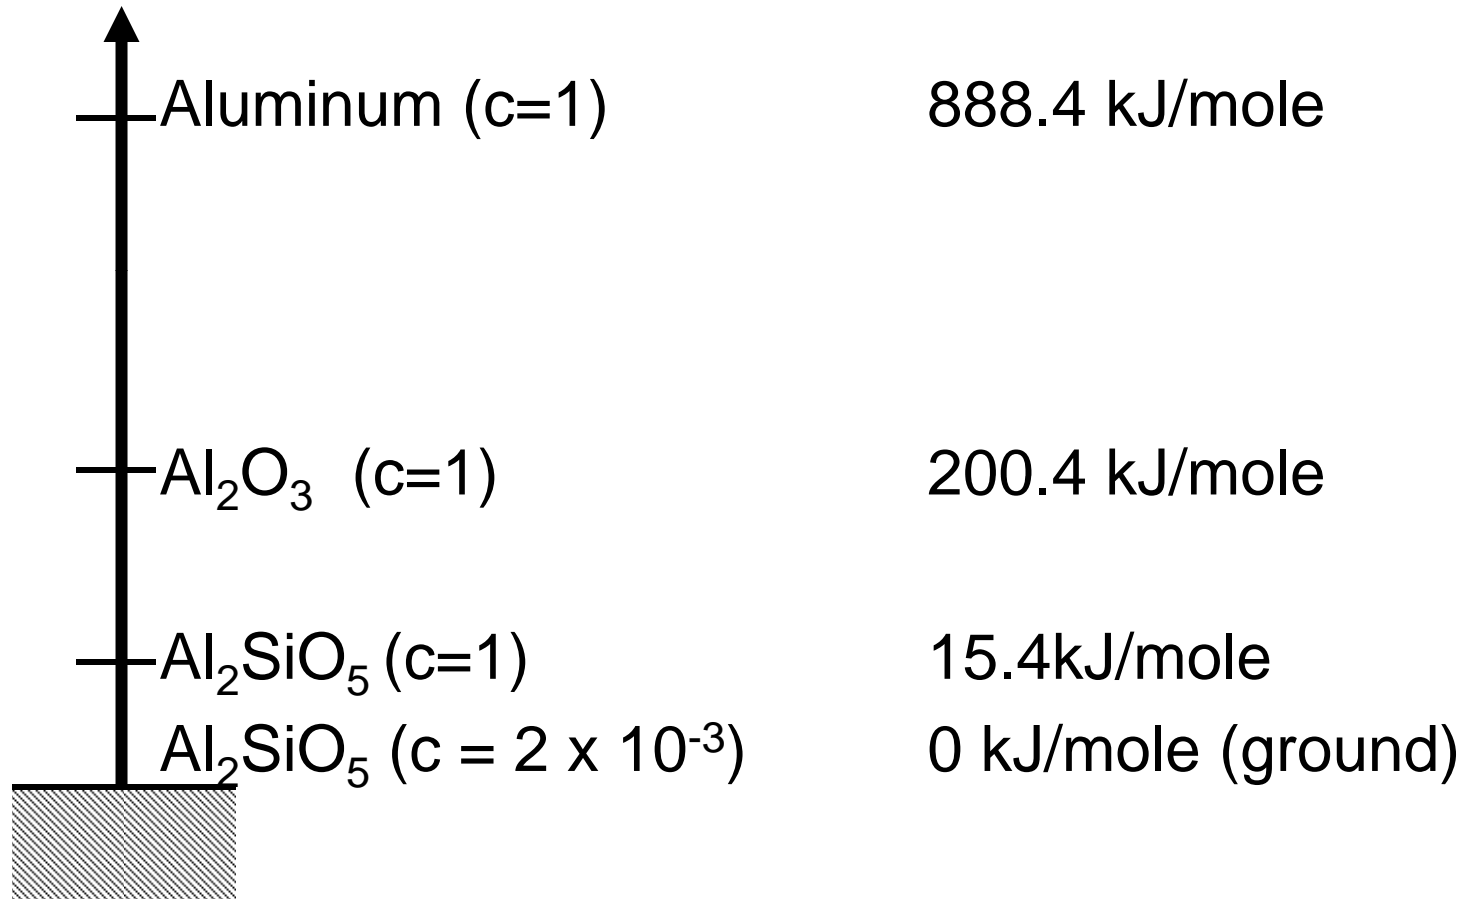 Aluminum (c=1) 888.4 kJ/mole
Al₂O₃ (c=1) 200.4 kJ/mole
Al₂SiO₅ (c=1) 15.4kJ/mole
Al₂SiO₅ (c = 2 x 10⁻³) 0 kJ/mole (ground)